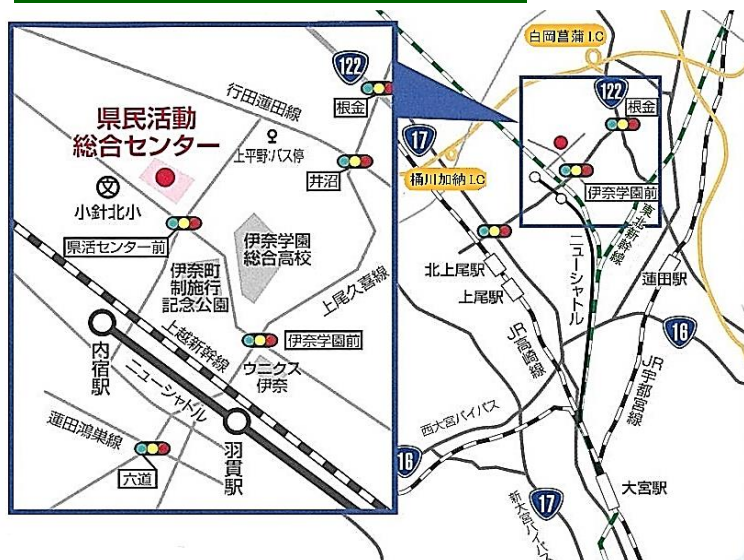 122
根金
行田蓮田線
県民活動
総合センター
上平野:バス停
井沼
文
小針北小
県活センター前
伊奈学園
総合高校
伊奈町
制施行
記念公園
上尾久喜線
上越新幹線
伊奈学園前
ウニクス
伊奈
内宿駅
ニューシャトル
羽貫駅
蓮田鴻巣線
六道
白岡菖蒲I.C
122
根金
17
桶川加納I.C
伊奈学園前
東北新幹線
ニューシャトル
北上尾駅
上尾駅
蓮田駅
16
JR高崎線
JR宇都宮線
西大宮バイパス
16
17
新大宮バイパス
大宮駅